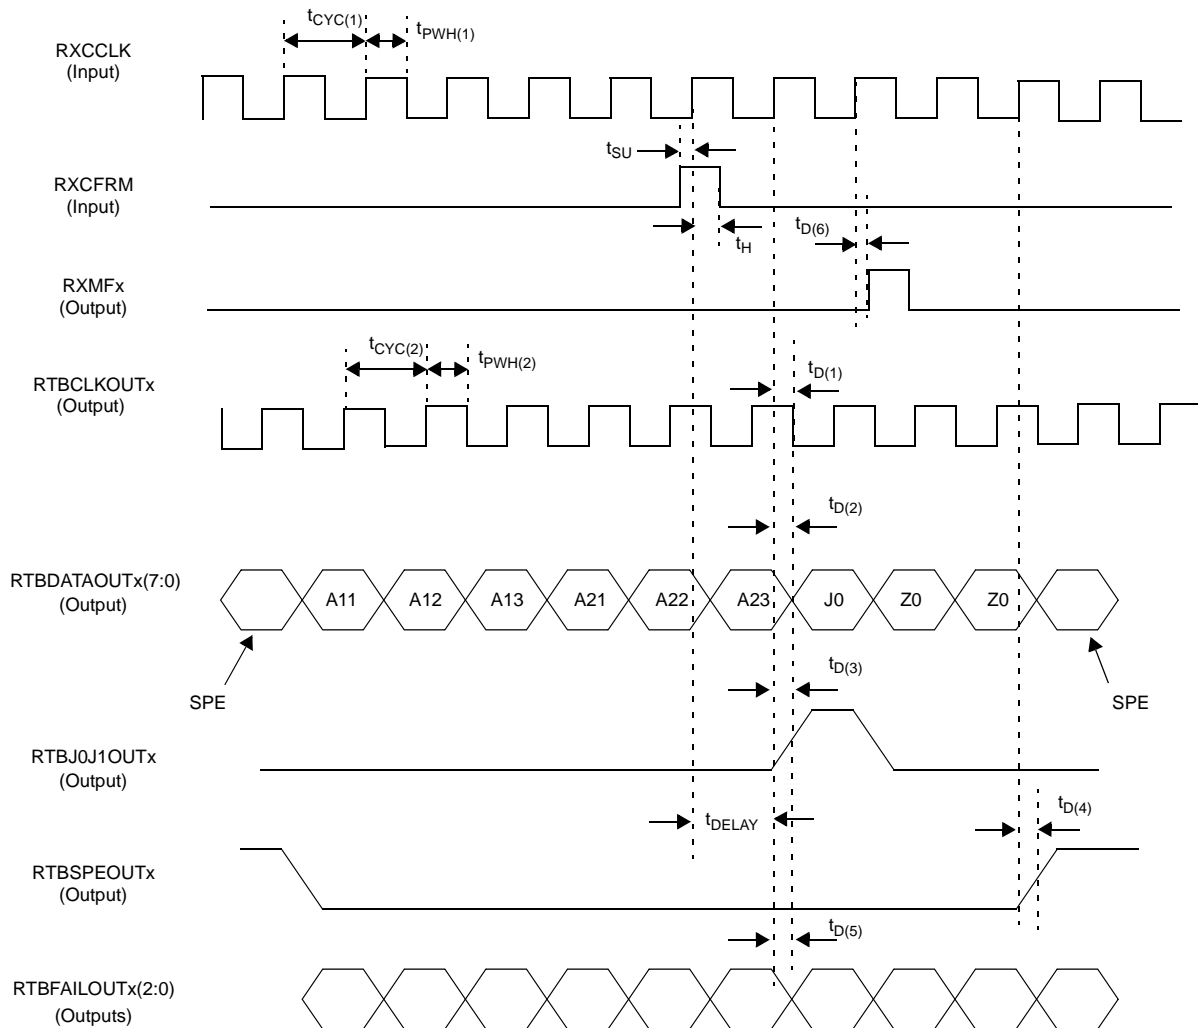 tCYC(1)
tPWH(1)
RXCCLK
(Input)
tSU
RXCFRM
(Input)
tH
tD(6)
RXMFx
(Output)
tCYC(2)
tPWH(2)
RTBCLKOUTx
(Output)
tD(1)
tD(2)
RTBDATAOUTx(7:0)
(Output)
A11 A12 A13 A21 A22 A23 J0 Z0 Z0
SPE
SPE
tD(3)
RTBJ0J1OUTx
(Output)
tDELAY
tD(4)
RTBSPEOUTx
(Output)
tD(5)
RTBFAILOUTx(2:0)
(Outputs)